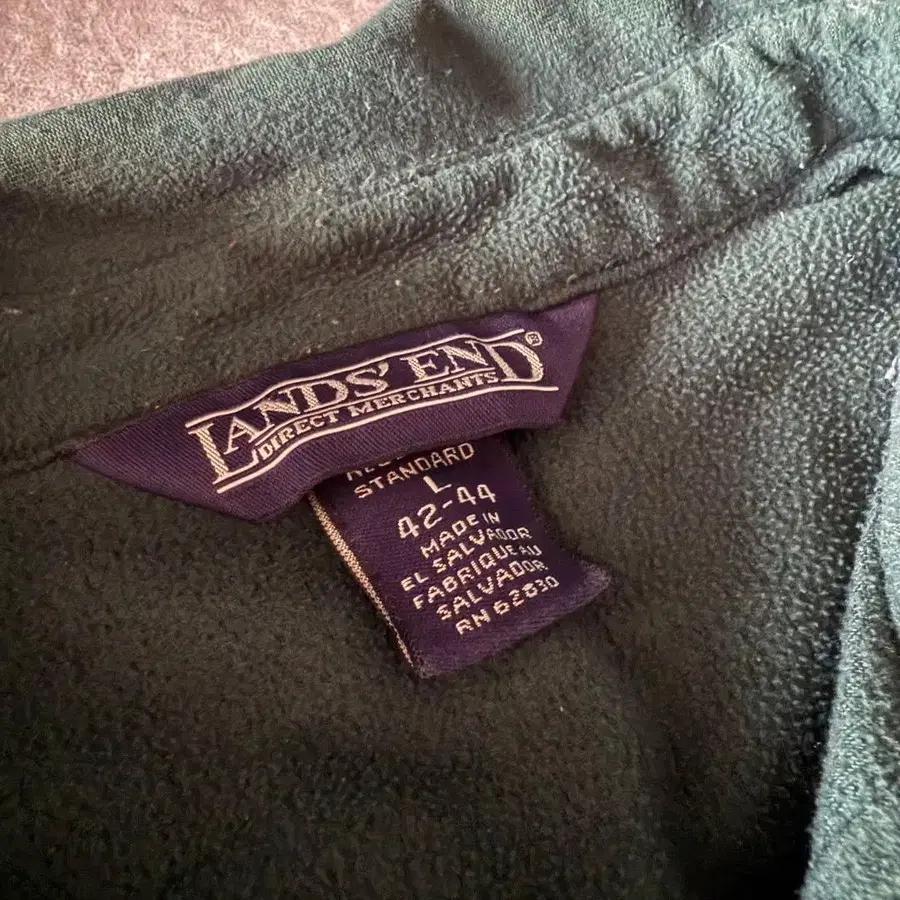 LANDS' END®
DIRECT MERCHANTS
STANDARD
L
42-44
MADE IN
EL SALVADOR
FABRIQUE AU
SALVADOR
RN 62830